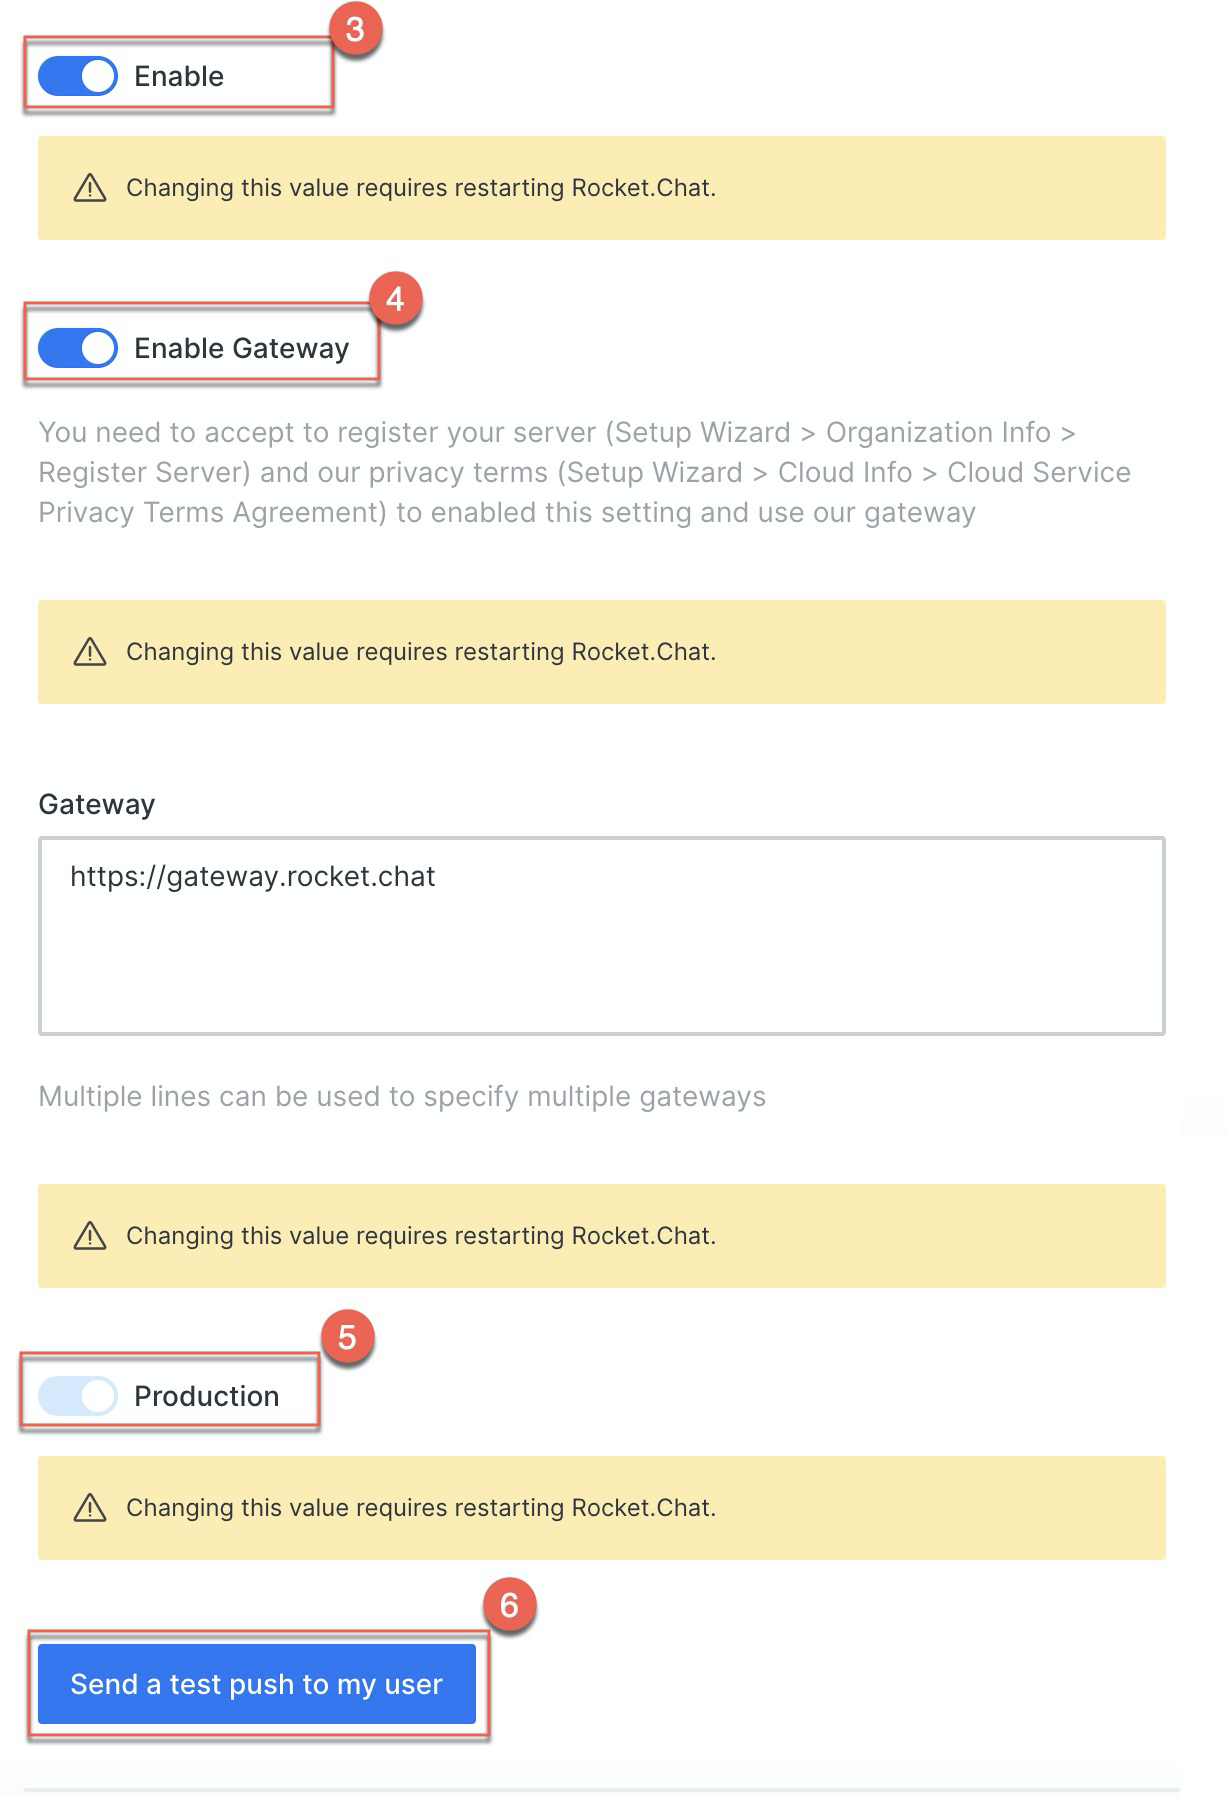 3
Enable
Changing this value requires restarting Rocket.Chat.
4
Enable Gateway
You need to accept to register your server (Setup Wizard > Organization Info >
Register Server) and our privacy terms (Setup Wizard > Cloud Info > Cloud Service
Privacy Terms Agreement) to enabled this setting and use our gateway
Changing this value requires restarting Rocket.Chat.
Gateway
https://gateway.rocket.chat
Multiple lines can be used to specify multiple gateways
Changing this value requires restarting Rocket.Chat.
5
Production
Changing this value requires restarting Rocket.Chat.
6
Send a test push to my user